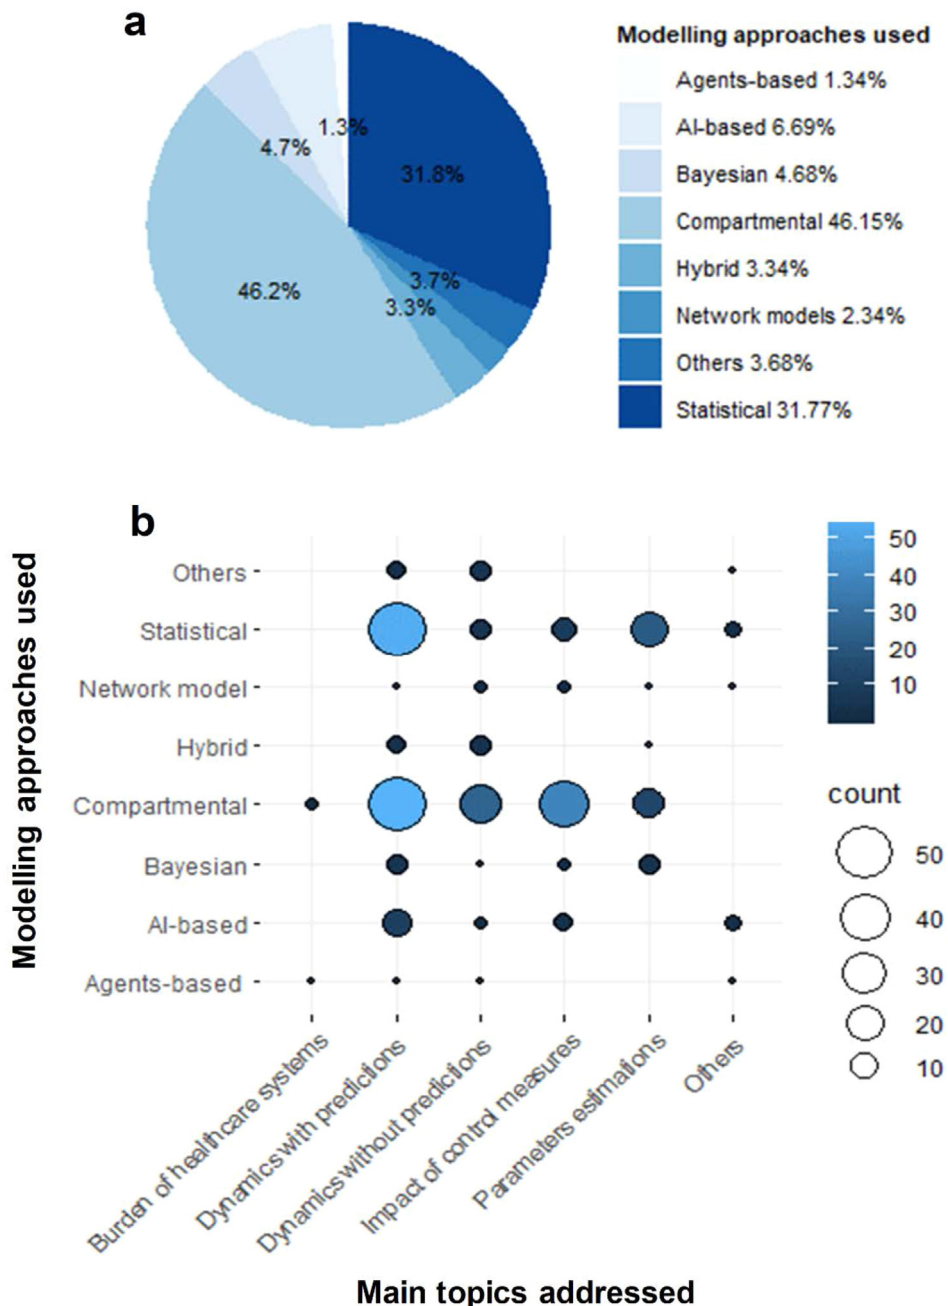 a
Modelling approaches used
Agents-based 1.34%
AI-based 6.69%
Bayesian 4.68%
Compartmental 46.15%
Hybrid 3.34%
Network models 2.34%
Others 3.68%
Statistical 31.77%
1.3%
4.7%
31.8%
46.2%
3.7%
3.3%
b
Modelling approaches used
Others
Statistical
Network model
Hybrid
Compartmental
Bayesian
AI-based
Agents-based
Burden of healthcare systems
Dynamics with predictions
Dynamics without predictions
Impact of control measures
Parameters estimations
Others
Main topics addressed
50
40
30
20
10
count
50
40
30
20
10